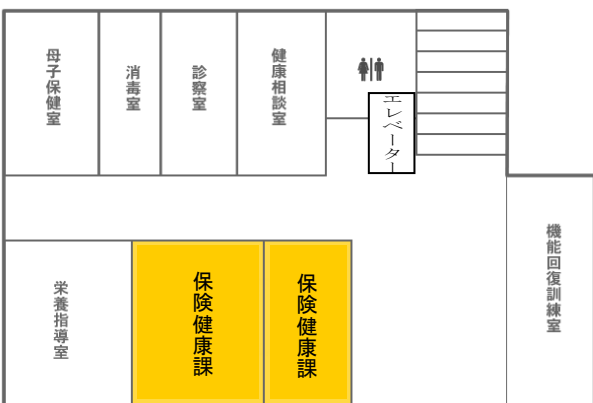 母子保健室
消毒室
診察室
健康相談室
エレベーター
機能回復訓練室
栄養指導室
保険健康課
保険健康課